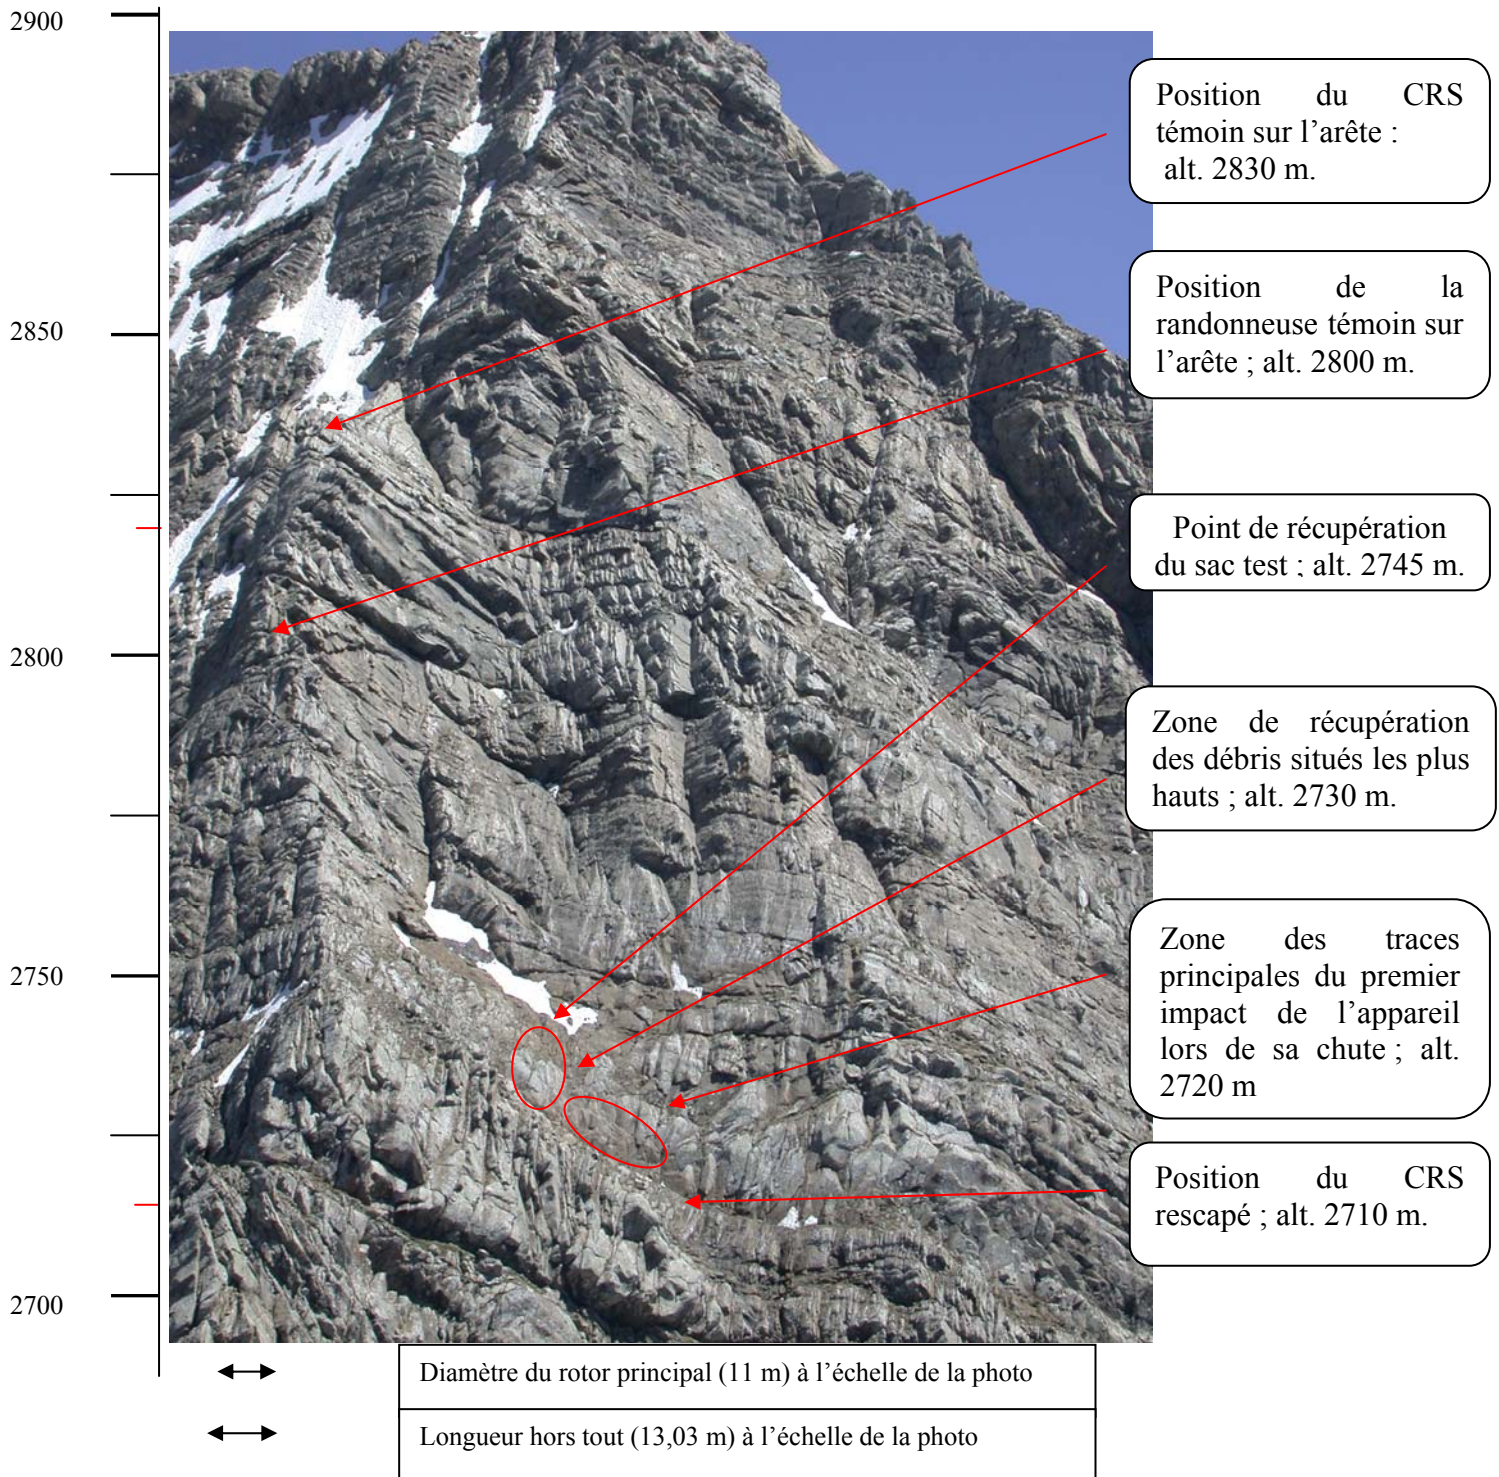 2900
2850
2800
2750
2700
Position du CRS
témoin sur l'arête :
alt. 2830 m.
Position de la
randonneuse témoin sur
l'arête ; alt. 2800 m.
Point de récupération
du sac test ; alt. 2745 m.
Zone de récupération
des débris situés les plus
hauts ; alt. 2730 m.
Zone des traces
principales du premier
impact de l'appareil
lors de sa chute ; alt.
2720 m
Position du CRS
rescapé ; alt. 2710 m.
Diamètre du rotor principal (11 m) à l'échelle de la photo
Longueur hors tout (13,03 m) à l'échelle de la photo